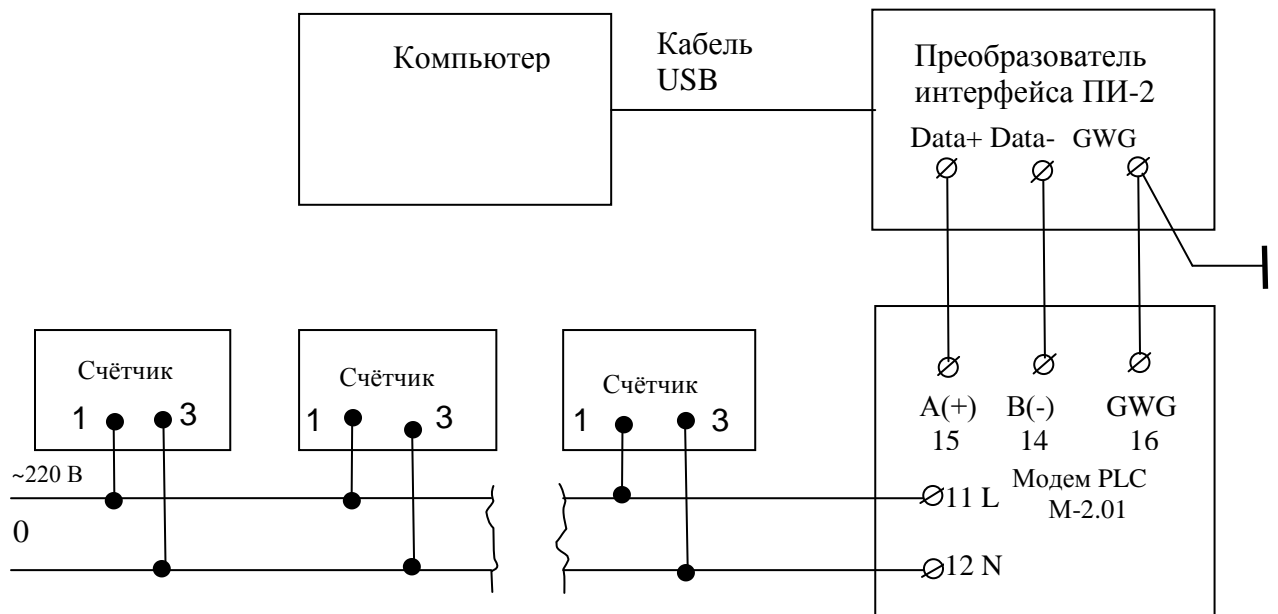 Компьютер
Кабель
USB
Преобразователь
интерфейса ПИ-2
Data+ Data- GWG
Счётчик
1 3
Счётчик
1 3
Счётчик
1 3
A(+) B(-) GWG
15 14 16
Модем PLC
М-2.01
~220 В
11 L
0
12 N